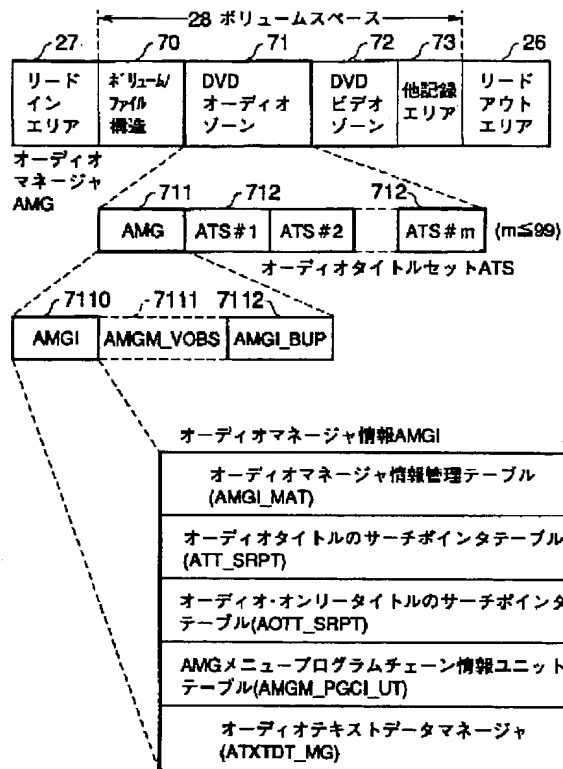 28 ボリュームスペース
27 70 71 72 73 26
リード
イン
エリア
ボリューム/
ファイル
構造
DVD
オーディオ
ゾーン
DVD
ビデオ
ゾーン
他記録
エリア
リード
アウト
エリア
オーディオ
マネージャ
AMG
711 712 712
AMG ATS#1 ATS#2 ATS#m (m≦99)
オーディオタイトルセットATS
7110 7111 7112
AMGI AMGM_VOBS AMGI_BUP
オーディオマネージャ情報AMGI
オーディオマネージャ情報管理テーブル
(AMGI_MAT)
オーディオタイトルのサーチポインタテーブル
(ATT_SRPT)
オーディオ・オンリータイトルのサーチポインタ
テーブル(AOTT_SRPT)
AMGメニュープログラムチェーン情報ユニット
テーブル(AMGM_PGCI_UT)
オーディオテキストデータマネージャ
(ATXTDT_MG)